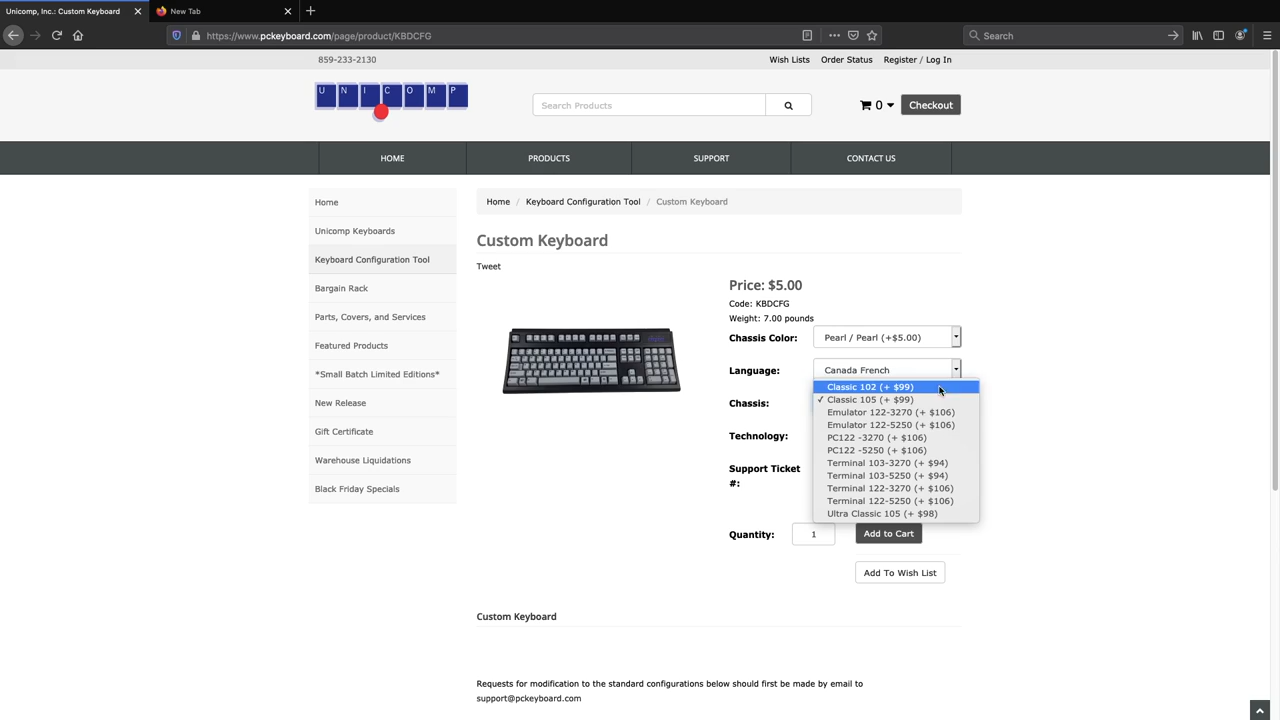 Unicomp, Inc.: Custom Keyboard
New Tab
https://www.pckeyboard.com/page/product/KBDCFG
Search
859-233-2130
Wish Lists
Order Status
Register / Log In
UNICOMP
Search Products
0
Checkout
HOME
PRODUCTS
SUPPORT
CONTACT US
Home
Unicomp Keyboards
Keyboard Configuration Tool
Bargain Rack
Parts, Covers, and Services
Featured Products
*Small Batch Limited Editions*
New Release
Gift Certificate
Warehouse Liquidations
Black Friday Specials
Home / Keyboard Configuration Tool / Custom Keyboard
Custom Keyboard
Tweet
Price: $5.00
Code: KBDCFG
Weight: 7.00 pounds
Chassis Color: Pearl / Pearl (+$5.00)
Language: Canada French
Chassis:
Classic 102 (+ $99)
✓ Classic 105 (+ $99)
Emulator 122-3270 (+ $106)
Emulator 122-5250 (+ $106)
PC122 -3270 (+ $106)
PC122 -5250 (+ $106)
Terminal 103-3270 (+ $94)
Terminal 103-5250 (+ $94)
Terminal 122-3270 (+ $106)
Terminal 122-5250 (+ $106)
Ultra Classic 105 (+ $98)
Technology:
Support Ticket
#:
Quantity: 1
Add to Cart
Add To Wish List
Custom Keyboard
Requests for modification to the standard configurations below should first be made by email to
support@pckeyboard.com